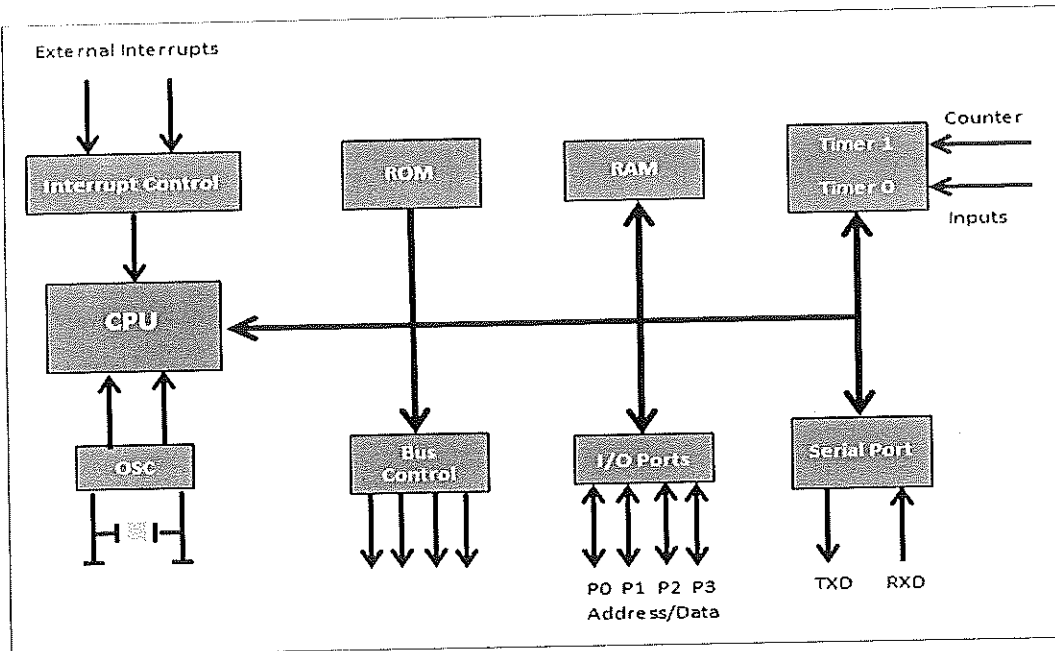 External Interrupts
Counter
Timer 1
ROM
RAM
Interrupt Control
Timer 0
Inputs
CPU
Bus
Control
I/O Ports
Serial Port
OSC
P0 P1 P2 P3
TXD
RXD
Address/Data